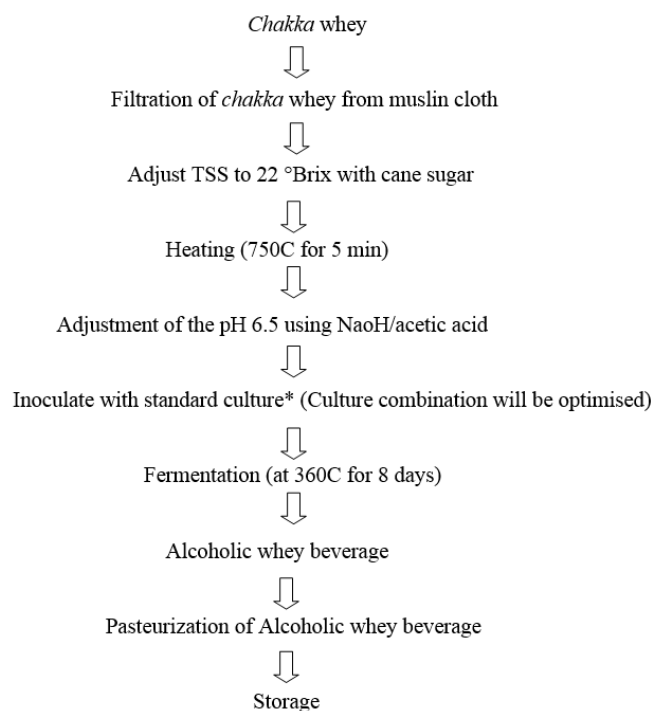 Chakka whey
Filtration of chakka whey from muslin cloth
Adjust TSS to 22 °Brix with cane sugar
Heating (750C for 5 min)
Adjustment of the pH 6.5 using NaoH/acetic acid
Inoculate with standard culture* (Culture combination will be optimised)
Fermentation (at 360C for 8 days)
Alcoholic whey beverage
Pasteurization of Alcoholic whey beverage
Storage